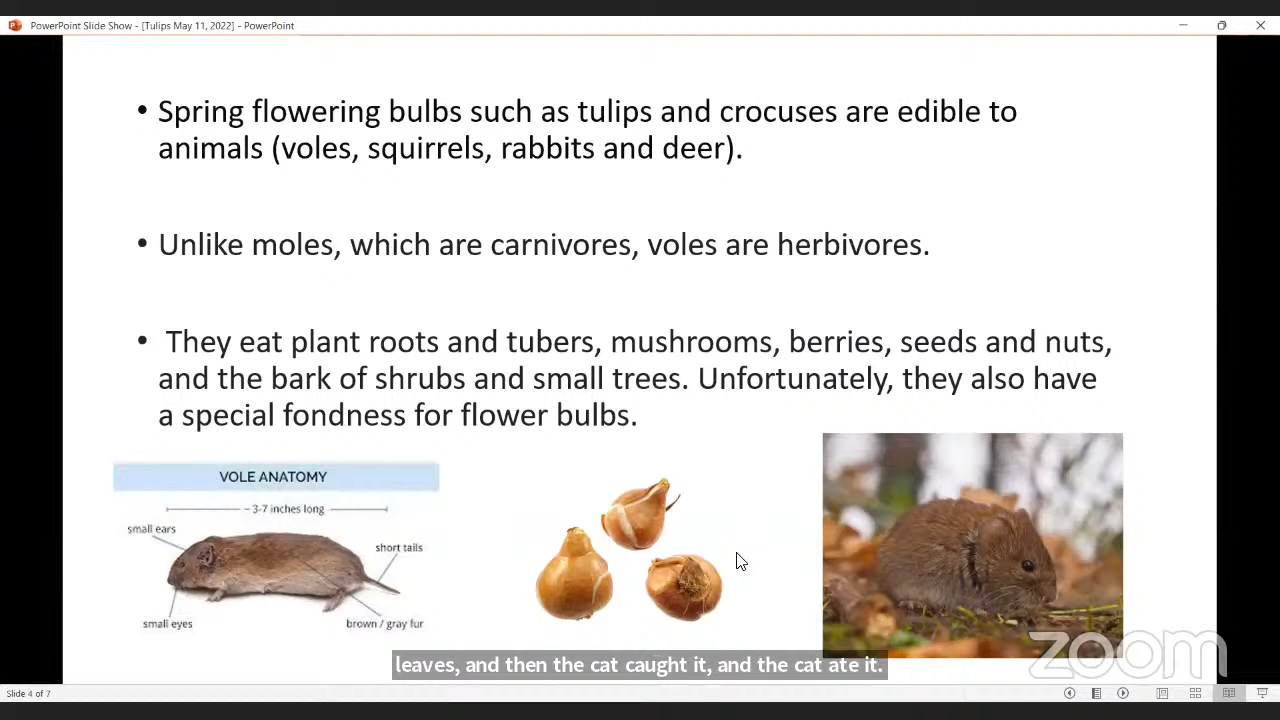 PowerPoint Slide Show - [Tulips May 11, 2022] - PowerPoint
• Spring flowering bulbs such as tulips and crocuses are edible to
animals (voles, squirrels, rabbits and deer).
• Unlike moles, which are carnivores, voles are herbivores.
• They eat plant roots and tubers, mushrooms, berries, seeds and nuts,
and the bark of shrubs and small trees. Unfortunately, they also have
a special fondness for flower bulbs.
VOLE ANATOMY
~ 3-7 inches long
small ears
short tails
small eyes
brown / gray fur
zoom
leaves, and then the cat caught it, and the cat ate it.
Slide 4 of 7